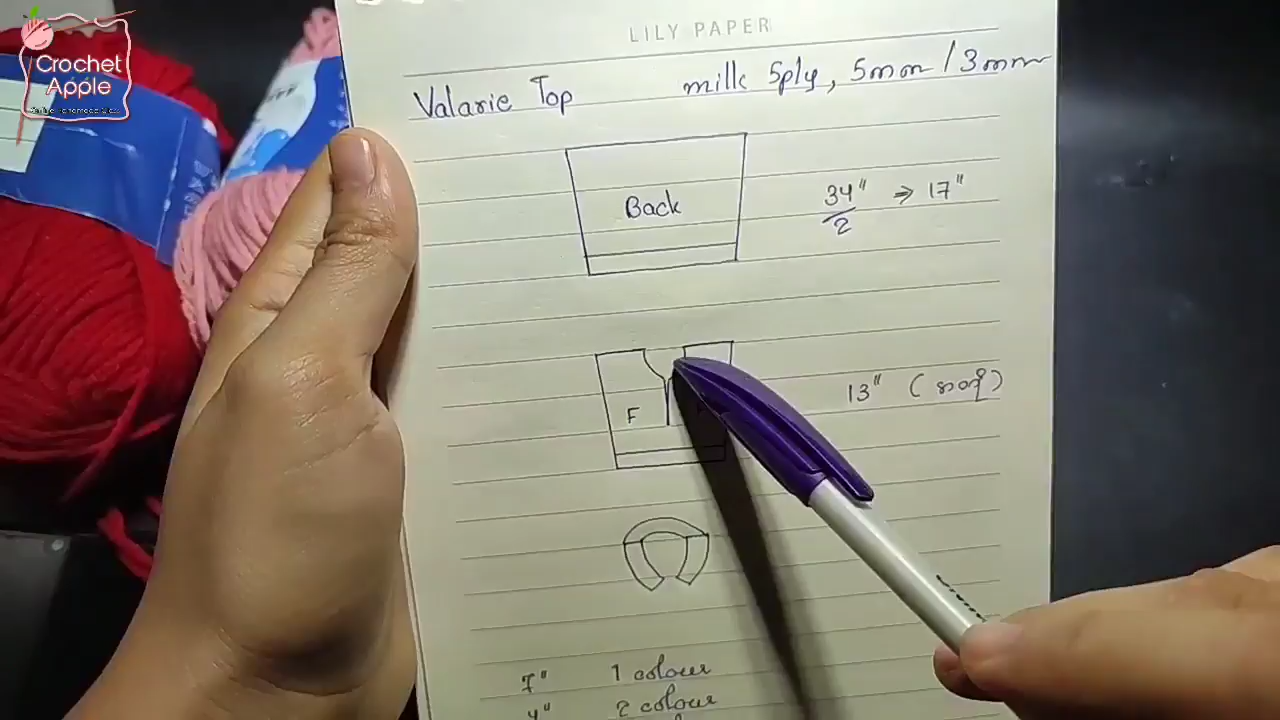 Crochet
Apple
LILY PAPER
Valarie Top milk 5ply, 5mm / 3mm
Back
34" ⇒ 17"
2
13"
F
7" 1 colour
4" 2 colour